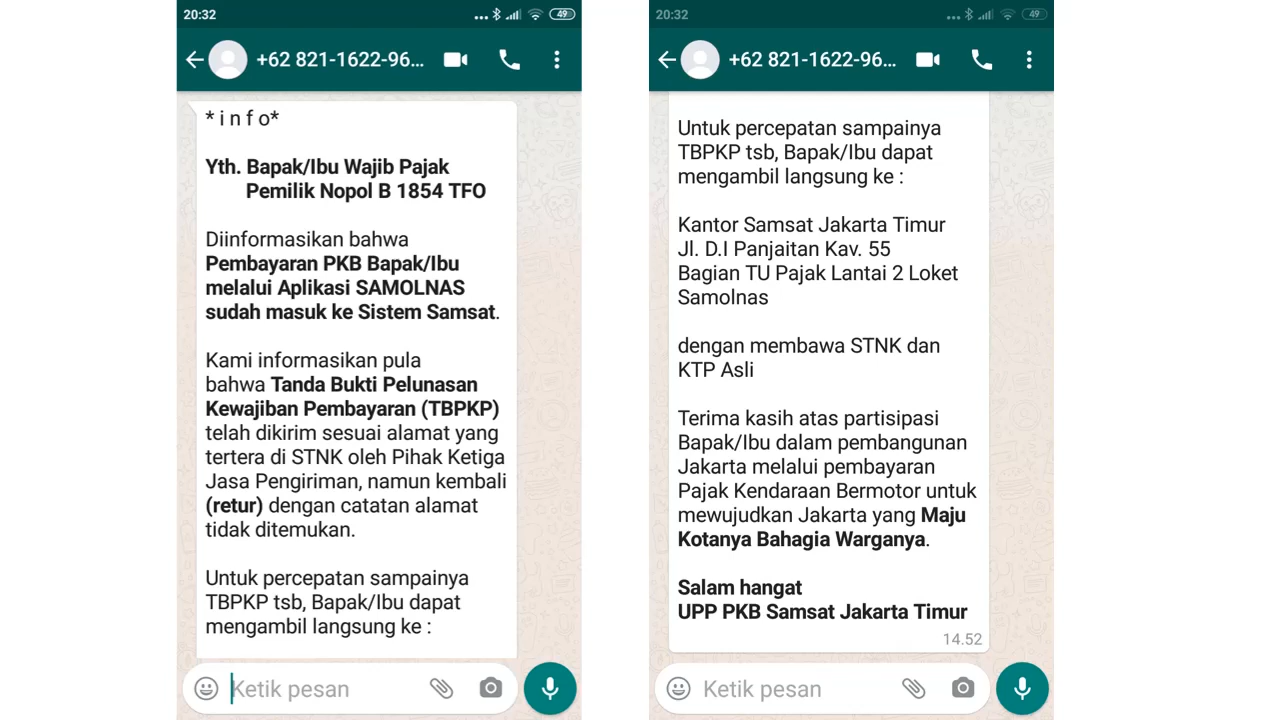 20:32
49
+62 821-1622-96...
*i n f o*
Yth. Bapak/Ibu Wajib Pajak
Pemilik Nopol B 1854 TFO
Diinformasikan bahwa
Pembayaran PKB Bapak/Ibu
melalui Aplikasi SAMOLNAS
sudah masuk ke Sistem Samsat.
Kami informasikan pula
bahwa Tanda Bukti Pelunasan
Kewajiban Pembayaran (TBPKP)
telah dikirim sesuai alamat yang
tertera di STNK oleh Pihak Ketiga
Jasa Pengiriman, namun kembali
(retur) dengan catatan alamat
tidak ditemukan.
Untuk percepatan sampainya
TBPKP tsb, Bapak/Ibu dapat
mengambil langsung ke :
Ketik pesan
20:32
49
+62 821-1622-96...
Untuk percepatan sampainya
TBPKP tsb, Bapak/Ibu dapat
mengambil langsung ke :
Kantor Samsat Jakarta Timur
Jl. D.I Panjaitan Kav. 55
Bagian TU Pajak Lantai 2 Loket
Samolnas
dengan membawa STNK dan
KTP Asli
Terima kasih atas partisipasi
Bapak/Ibu dalam pembangunan
Jakarta melalui pembayaran
Pajak Kendaraan Bermotor untuk
mewujudkan Jakarta yang Maju
Kotanya Bahagia Warganya.
Salam hangat
UPP PKB Samsat Jakarta Timur
14.52
Ketik pesan